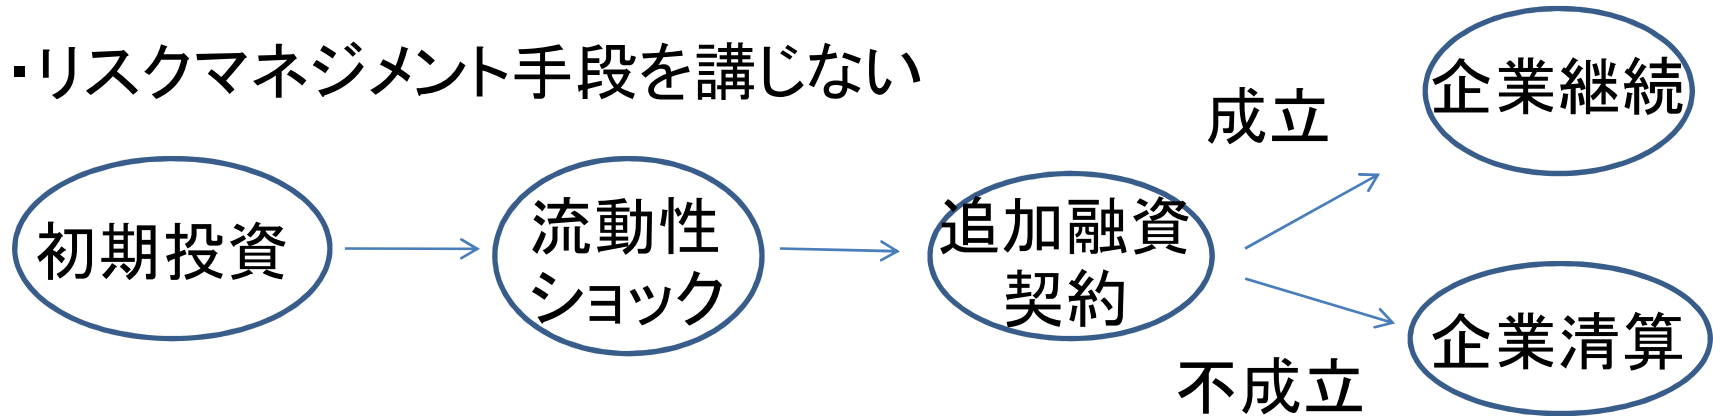 ・リスクマネジメント手段を講じない
初期投資
流動性
ショック
追加融資
契約
成立
企業継続
不成立
企業清算